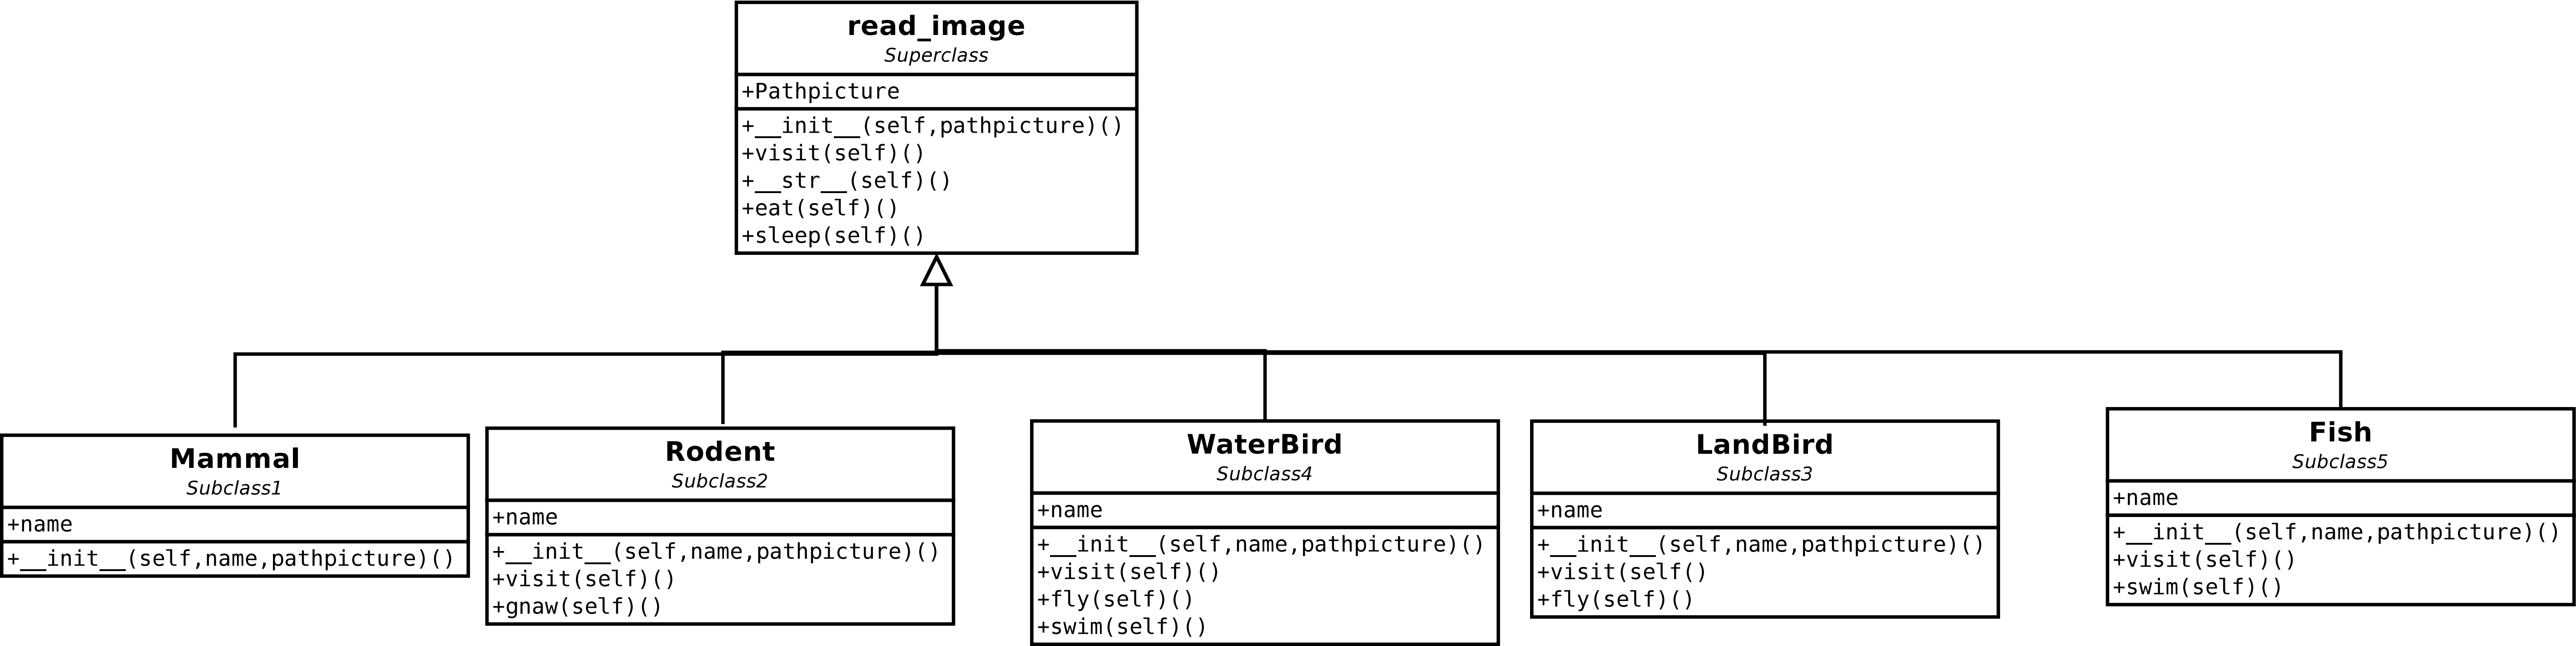 read_image
Superclass
+Pathpicture
+__init__(self,pathpicture)()
+visit(self)()
+__str__(self)()
+eat(self)()
+sleep(self)()
Mammal
Subclass1
+name
+__init__(self,name,pathpicture)()
Rodent
Subclass2
+name
+__init__(self,name,pathpicture)()
+visit(self)()
+gnaw(self)()
WaterBird
Subclass4
+name
+__init__(self,name,pathpicture)()
+visit(self)()
+fly(self)()
+swim(self)()
LandBird
Subclass3
+name
+__init__(self,name,pathpicture)()
+visit(self()
+fly(self)()
Fish
Subclass5
+name
+__init__(self,name,pathpicture)()
+visit(self)()
+swim(self)()